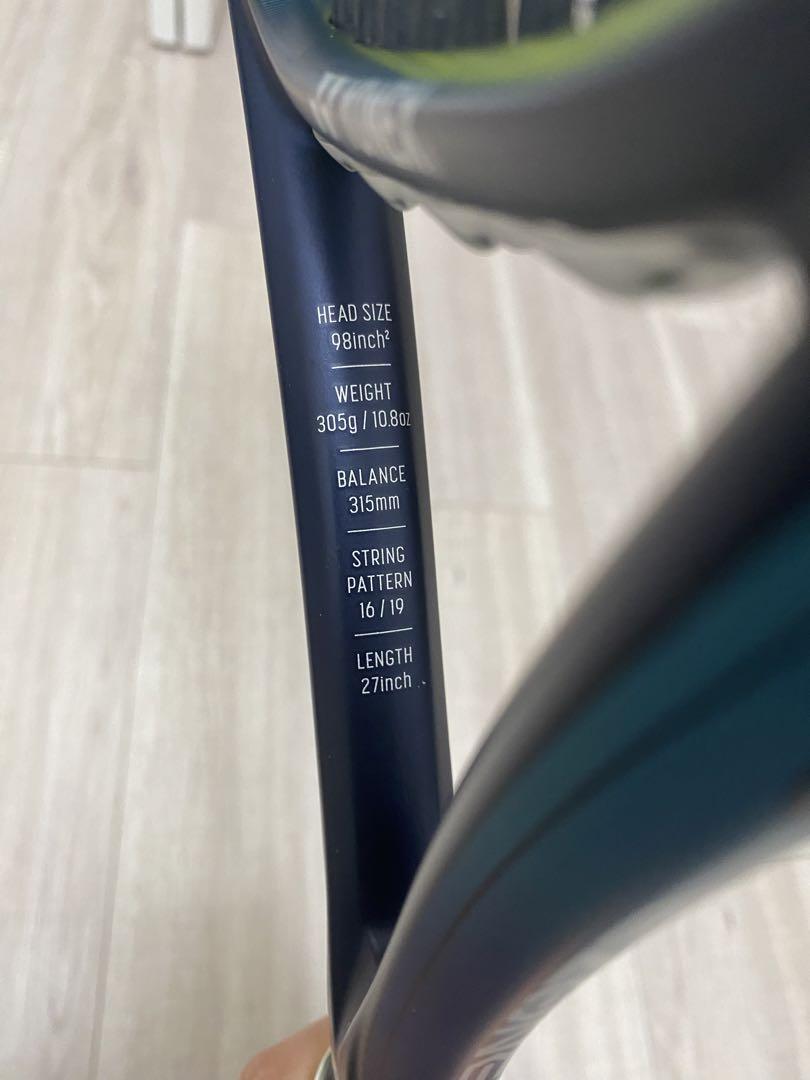 HEAD SIZE
98inch²
WEIGHT
305g / 10.8oz
BALANCE
315mm
STRING
PATTERN
16 / 19
LENGTH
27inch